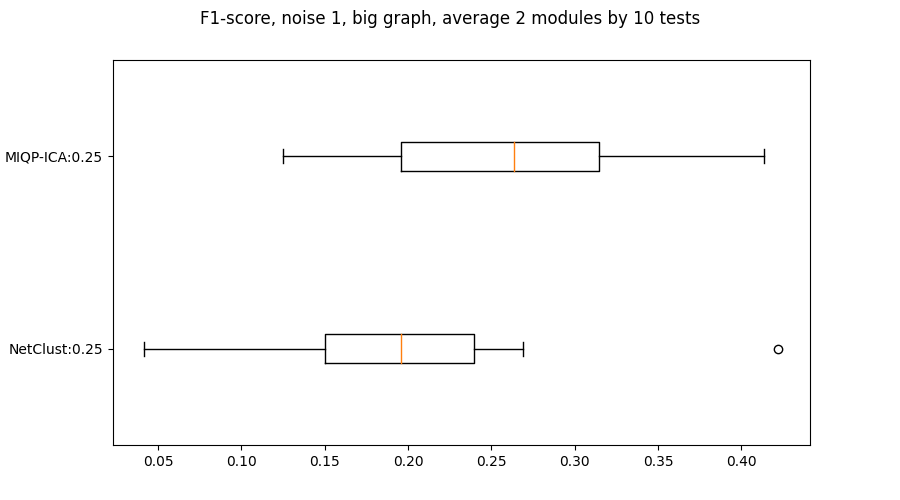 F1-score, noise 1, big graph, average 2 modules by 10 tests
MIQP-ICA:0.25
NetClust:0.25
0.05 0.10 0.15 0.20 0.25 0.30 0.35 0.40